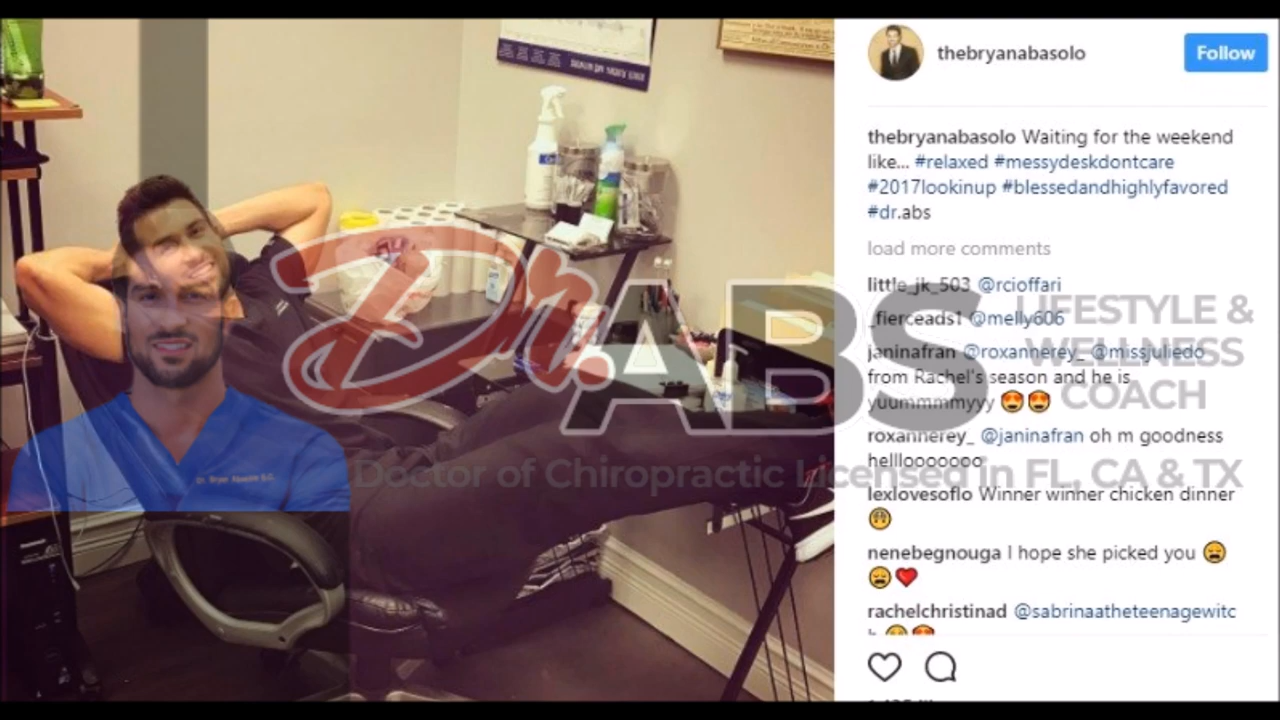 thebryanabasolo
Follow
thebryanabasolo Waiting for the weekend
like... #relaxed #messydeskdontcare
#2017lookinup #blessedandhighlyfavored
#dr.abs
load more comments
little_jk_503 @rcioffari
_fierceads1 @melly606
janinafran @roxannerey_ @missjuliedo
from Rachel's season and he is
yuummmmyyy 😍😍
roxannerey_ @janinafran oh m goodness
hellloooooooo
lexlovesoflo Winner winner chicken dinner
nenebegnouga I hope she picked you 😩
😩❤️
rachelchristinad @sabrinaatheteenagewitc
Dr. ABS
LIFESTYLE &
WELLNESS
COACH
Doctor of Chiropractic Licensed in FL, CA & TX